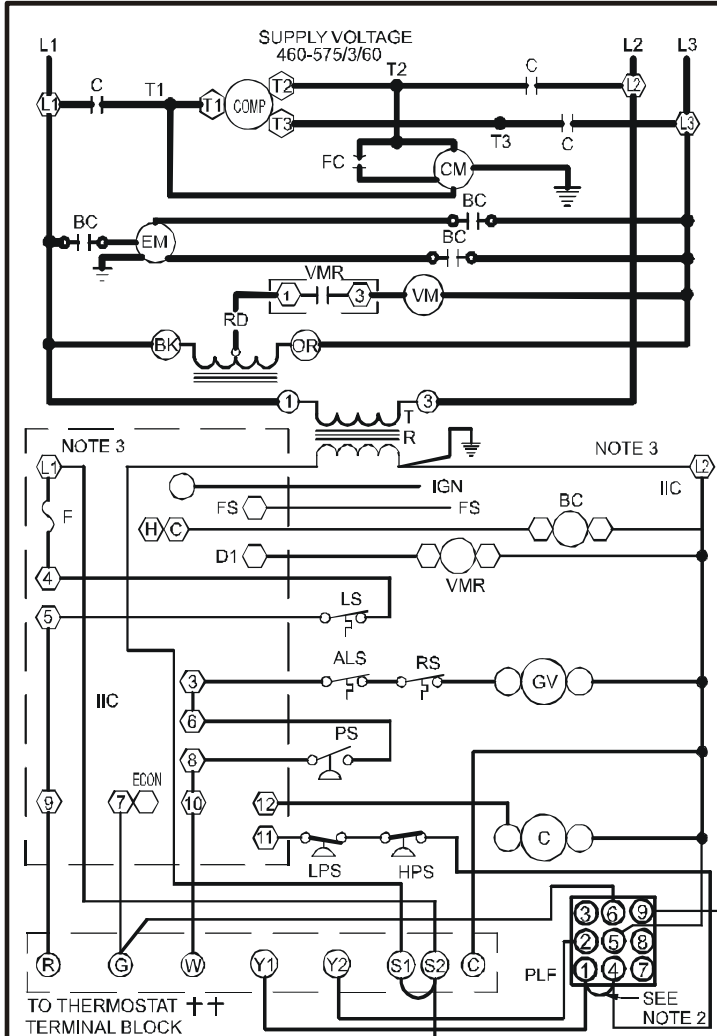 SUPPLY VOLTAGE
460-575/3/60
L1
L2
L3
C
T1
T2
C
L1
T1
COMP
T2
L2
T3
T3
C
L3
FC
CM
BC
BC
EM
BC
VMR
1
3
VM
RD
BK
OR
1
T
3
R
NOTE 3
NOTE 3
L1
L2
IGN
IIC
F
FS
FS
BC
H
C
D1
VMR
4
5
LS
ALS
RS
3
GV
IIC
6
PS
8
ECON
9
7
10
12
C
11
LPS
HPS
3
6
9
2
5
8
1
4
7
PLF
R
G
W
Y1
Y2
S1
S2
C
SEE
NOTE 2
TO THERMOSTAT ††
TERMINAL BLOCK